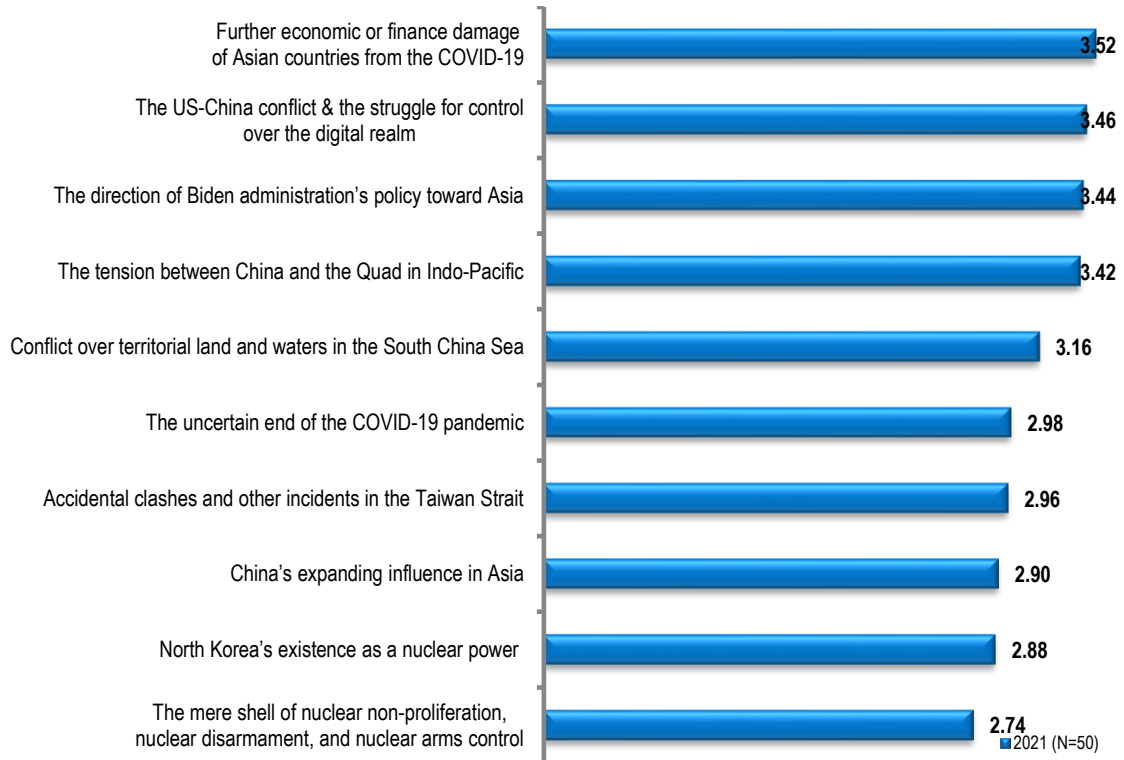 Further economic or finance damage
of Asian countries from the COVID-19
3.52
The US-China conflict & the struggle for control
over the digital realm
3.46
The direction of Biden administration’s policy toward Asia
3.44
The tension between China and the Quad in Indo-Pacific
3.42
Conflict over territorial land and waters in the South China Sea
3.16
The uncertain end of the COVID-19 pandemic
2.98
Accidental clashes and other incidents in the Taiwan Strait
2.96
China’s expanding influence in Asia
2.90
North Korea’s existence as a nuclear power
2.88
The mere shell of nuclear non-proliferation,
nuclear disarmament, and nuclear arms control
2.74
2021 (N=50)